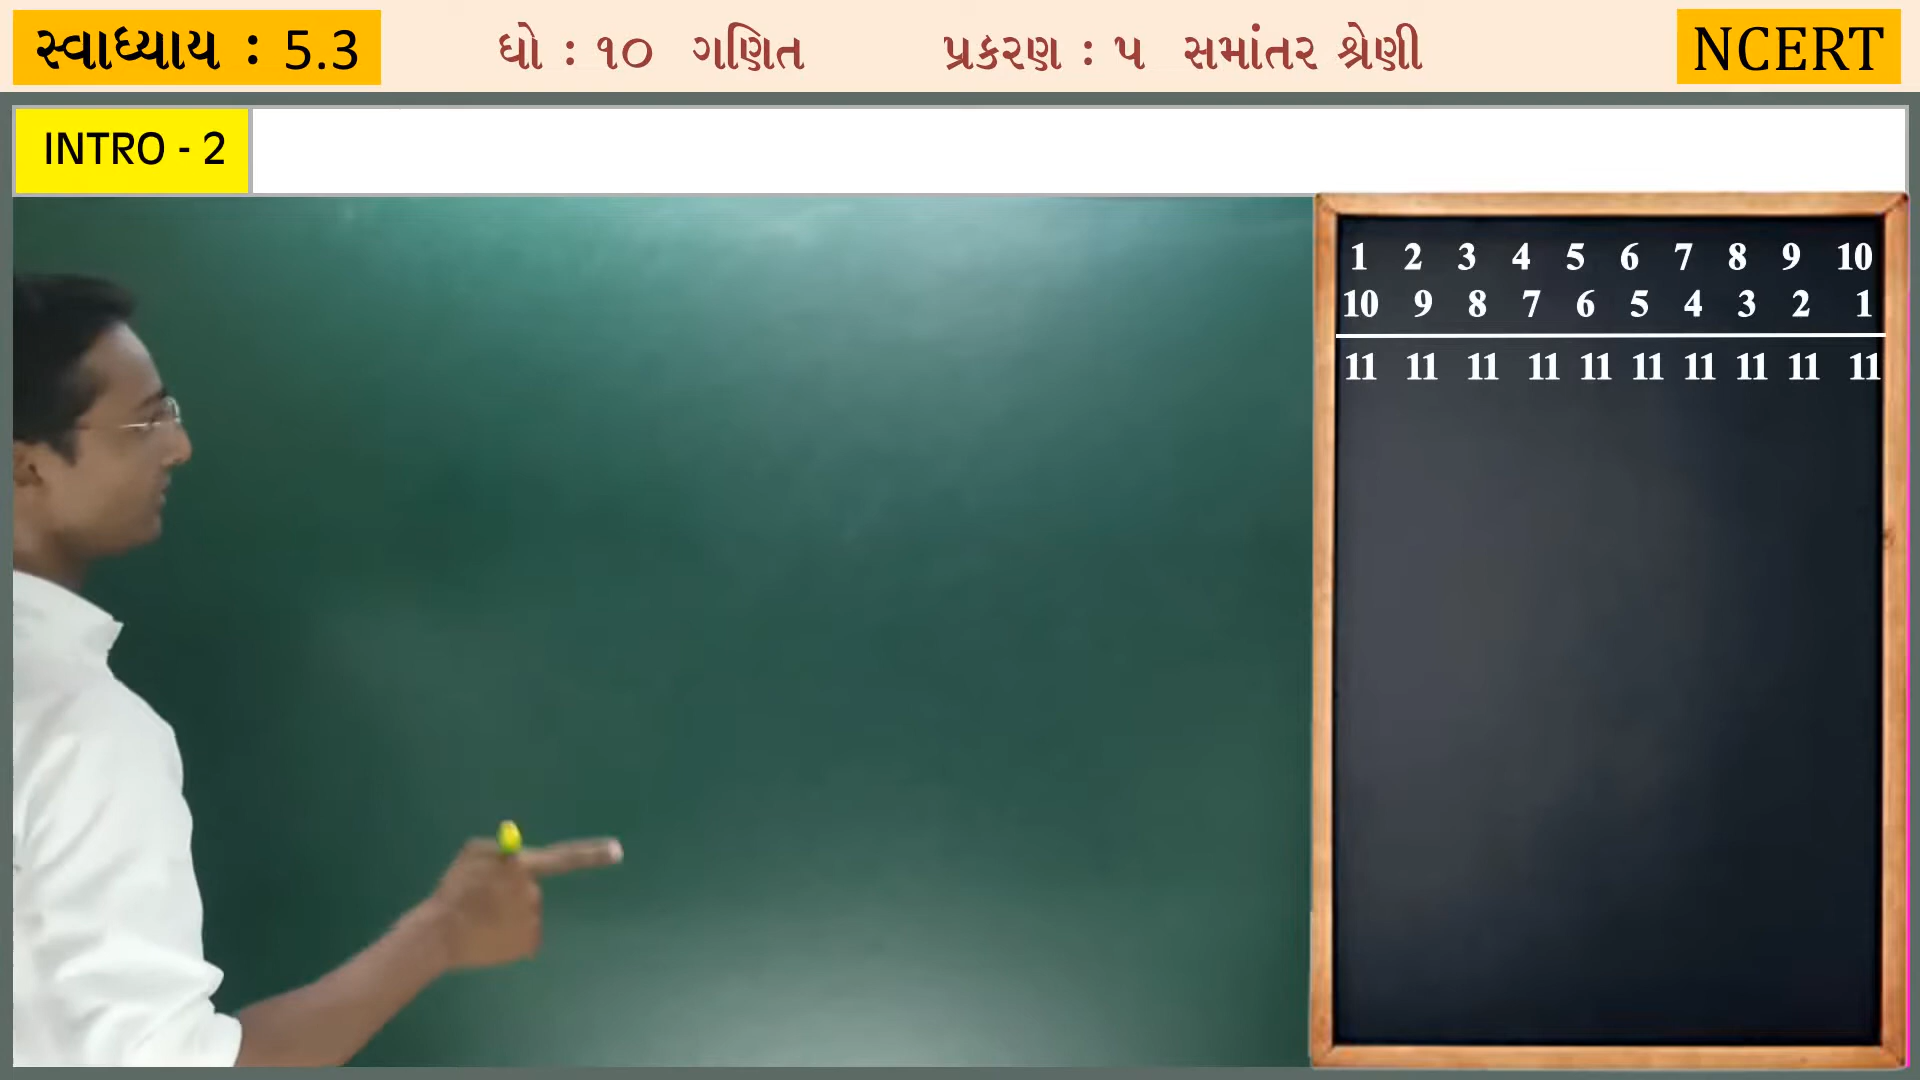 સ્વાધ્યાય : 5.3 ધો : ૧૦ ગણિત પ્રકરણ : ૫ સમાંતર શ્રેણી NCERT
INTRO - 2
1 2 3 4 5 6 7 8 9 10
10 9 8 7 6 5 4 3 2 1
11 11 11 11 11 11 11 11 11 11